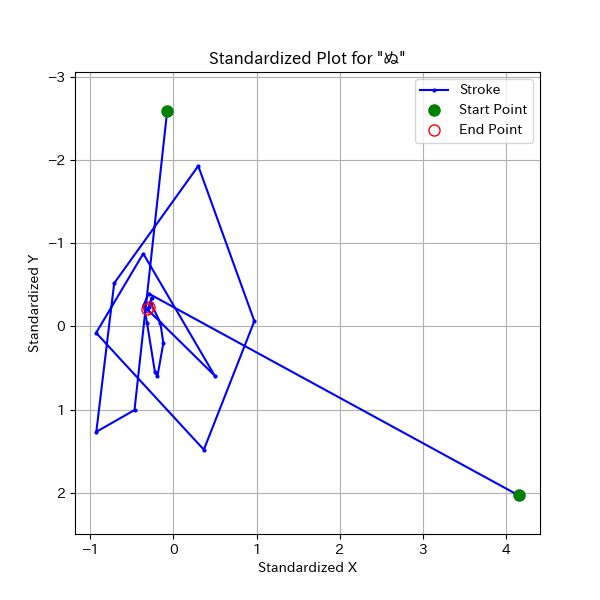 Standardized Plot for "ぬ"
Stroke
Start Point
End Point
−3
−2
−1
0
1
2
Standardized Y
−1 0 1 2 3 4
Standardized X